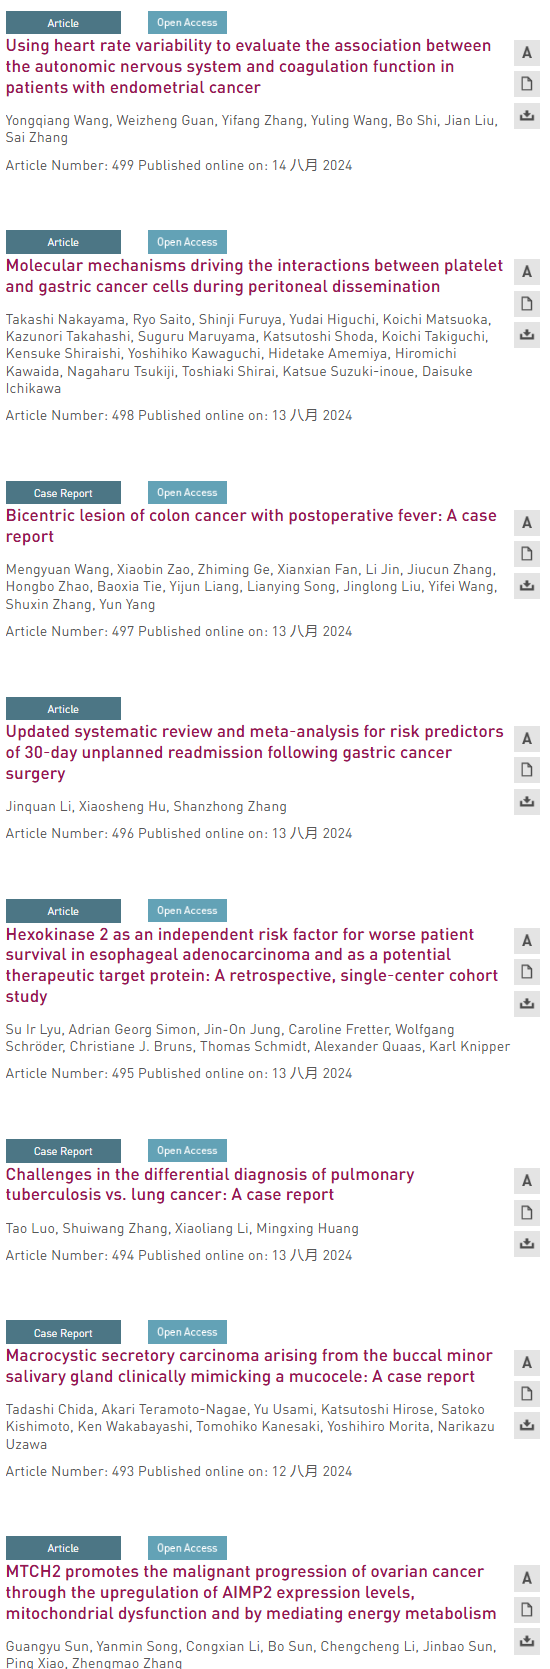 Article Open Access
Using heart rate variability to evaluate the association between
the autonomic nervous system and coagulation function in
patients with endometrial cancer
A
Yongqiang Wang, Weizheng Guan, Yifang Zhang, Yuling Wang, Bo Shi, Jian Liu,
Sai Zhang
Article Number: 499 Published online on: 14 八月 2024
Article Open Access
Molecular mechanisms driving the interactions between platelet
and gastric cancer cells during peritoneal dissemination
A
Takashi Nakayama, Ryo Saito, Shinji Furuya, Yudai Higuchi, Koichi Matsuoka,
Kazunori Takahashi, Suguru Maruyama, Katsutoshi Shoda, Koichi Takiguchi,
Kensuke Shiraishi, Yoshihiko Kawaguchi, Hidetake Amemiya, Hiromichi
Kawaida, Nagaharu Tsukiji, Toshiaki Shirai, Katsue Suzuki-inoue, Daisuke
Ichikawa
Article Number: 498 Published online on: 13 八月 2024
Case Report Open Access
Bicentric lesion of colon cancer with postoperative fever: A case
report
A
Mengyuan Wang, Xiaobin Zao, Zhiming Ge, Xianxian Fan, Li Jin, Jiucun Zhang,
Hongbo Zhao, Baoxia Tie, Yijun Liang, Lianying Song, Jinglong Liu, Yifei Wang,
Shuxin Zhang, Yun Yang
Article Number: 497 Published online on: 13 八月 2024
Article
Updated systematic review and meta-analysis for risk predictors
of 30-day unplanned readmission following gastric cancer
surgery
A
Jinquan Li, Xiaosheng Hu, Shanzhong Zhang
Article Number: 496 Published online on: 13 八月 2024
Article Open Access
Hexokinase 2 as an independent risk factor for worse patient
survival in esophageal adenocarcinoma and as a potential
therapeutic target protein: A retrospective, single-center cohort
study
A
Su Ir Lyu, Adrian Georg Simon, Jin-On Jung, Caroline Fretter, Wolfgang
Schröder, Christiane J. Bruns, Thomas Schmidt, Alexander Quaas, Karl Knipper
Article Number: 495 Published online on: 13 八月 2024
Case Report Open Access
Challenges in the differential diagnosis of pulmonary
tuberculosis vs. lung cancer: A case report
A
Tao Luo, Shuiwang Zhang, Xiaoliang Li, Mingxing Huang
Article Number: 494 Published online on: 13 八月 2024
Case Report Open Access
Macrocystic secretory carcinoma arising from the buccal minor
salivary gland clinically mimicking a mucocele: A case report
A
Tadashi Chida, Akari Teramoto-Nagae, Yu Usami, Katsutoshi Hirose, Satoko
Kishimoto, Ken Wakabayashi, Tomohiko Kanesaki, Yoshihiro Morita, Narikazu
Uzawa
Article Number: 493 Published online on: 12 八月 2024
Article Open Access
MTCH2 promotes the malignant progression of ovarian cancer
through the upregulation of AIMP2 expression levels,
mitochondrial dysfunction and by mediating energy metabolism
A
Guangyu Sun, Yanmin Song, Congxian Li, Bo Sun, Chengcheng Li, Jinbao Sun,
Ping Xiao, Zhengmao Zhang